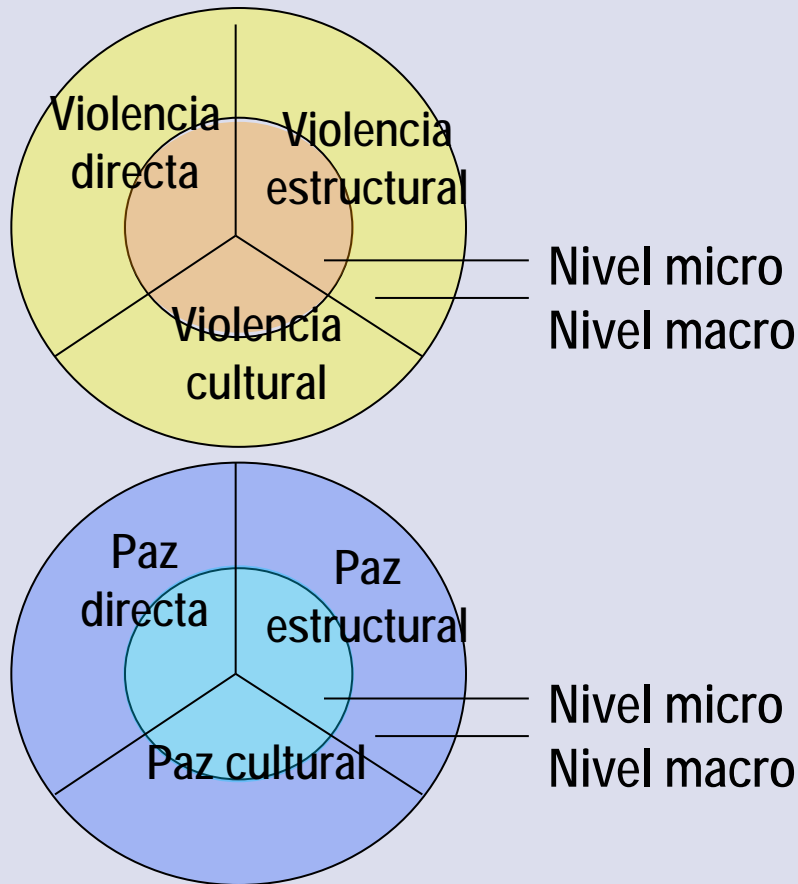 Violencia
directa
Violencia
estructural
Violencia
cultural
Nivel micro
Nivel macro
Paz
directa
Paz
estructural
Paz cultural
Nivel micro
Nivel macro